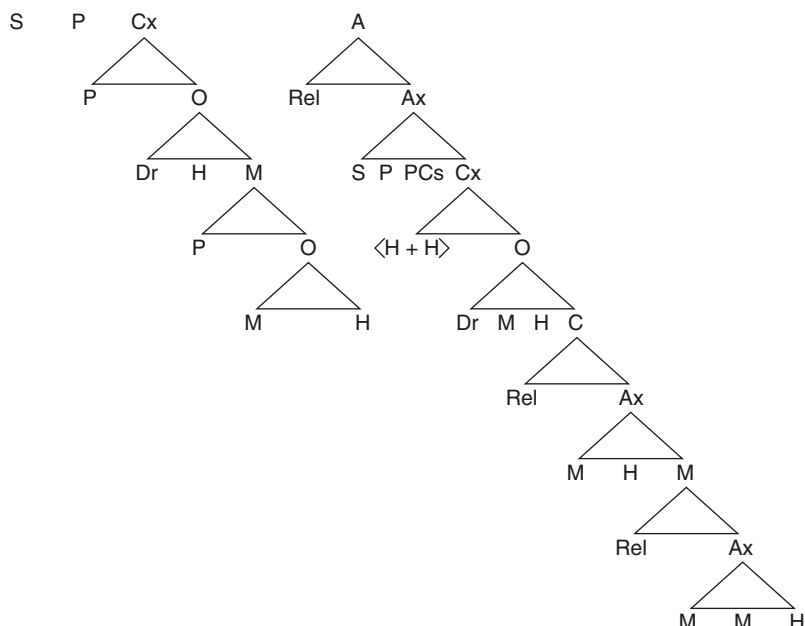 S P Cx A
P O Rel Ax
Dr H M S P PCs Cx
P O <H + H> O
M H Dr M H C
Rel Ax
M H M
Rel Ax
M M H